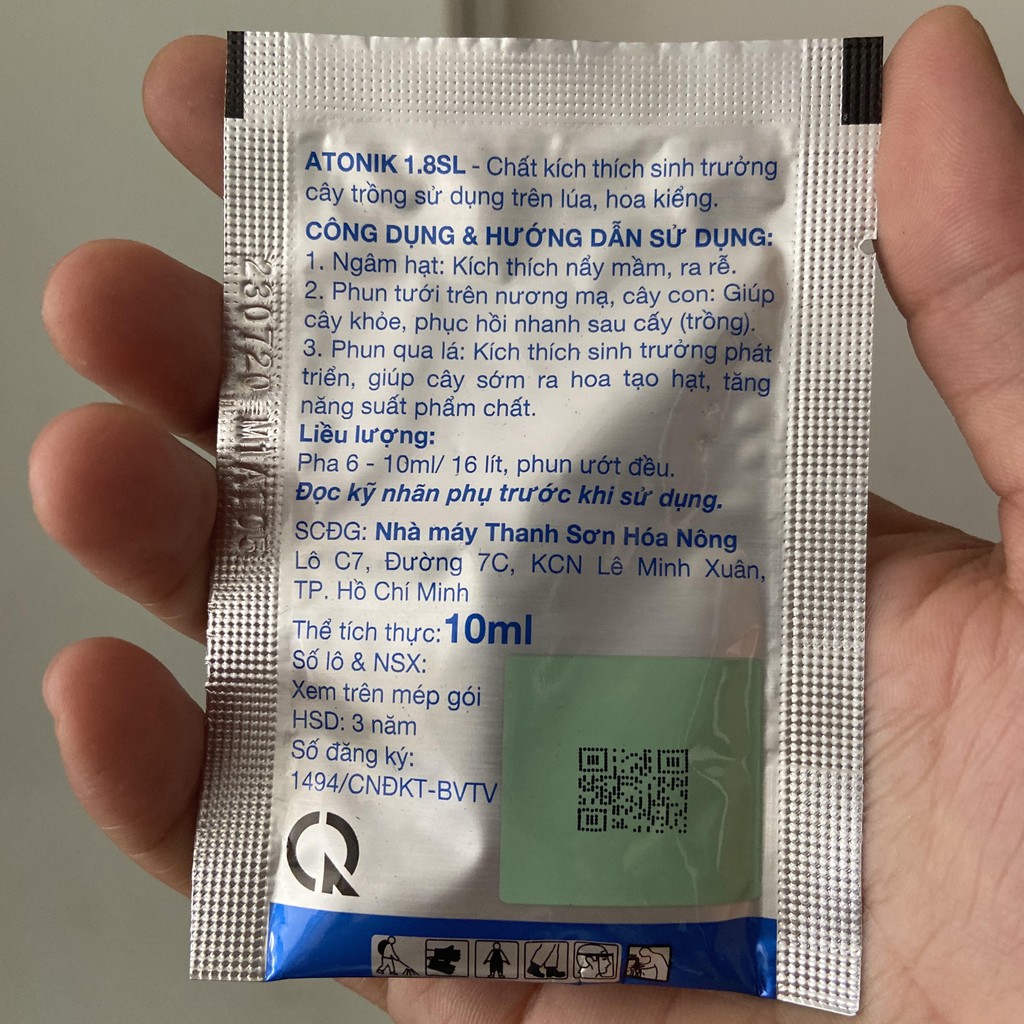 ATONIK 1.8SL - Chất kích thích sinh trưởng
cây trồng sử dụng trên lúa, hoa kiểng.
CÔNG DỤNG & HƯỚNG DẪN SỬ DỤNG:
1. Ngâm hạt: Kích thích nẩy mầm, ra rễ.
2. Phun tưới trên nương mạ, cây con: Giúp
cây khỏe, phục hồi nhanh sau cấy (trồng).
3. Phun qua lá: Kích thích sinh trưởng phát
triển, giúp cây sớm ra hoa tạo hạt, tăng
năng suất phẩm chất.
Liều lượng:
Pha 6 - 10ml/ 16 lít, phun ướt đều.
Đọc kỹ nhãn phụ trước khi sử dụng.
SCĐG: Nhà máy Thanh Sơn Hóa Nông
Lô C7, Đường 7C, KCN Lê Minh Xuân,
TP. Hồ Chí Minh
Thể tích thực: 10ml
Số lô & NSX:
Xem trên mép gói
HSD: 3 năm
Số đăng ký:
1494/CNĐKT-BVTV